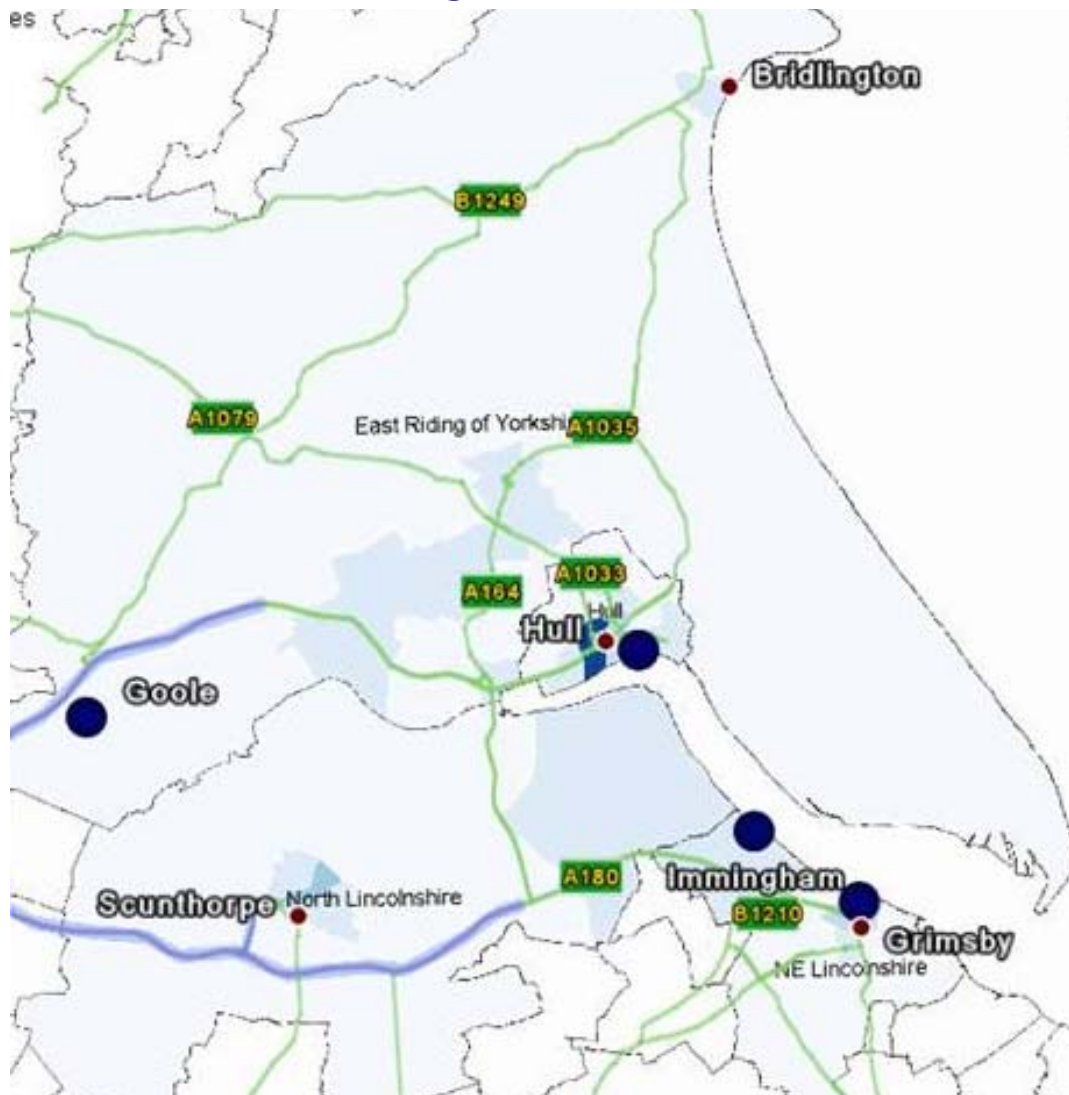 es
Bridlington
B1249
A1079
East Riding of Yorkshi
A1035
A1033
A164
Hull
Hull
Goole
A180
Immingham
Scunthorpe
North Lincolnshire
B1210
Grimsby
NE Lincolnshire